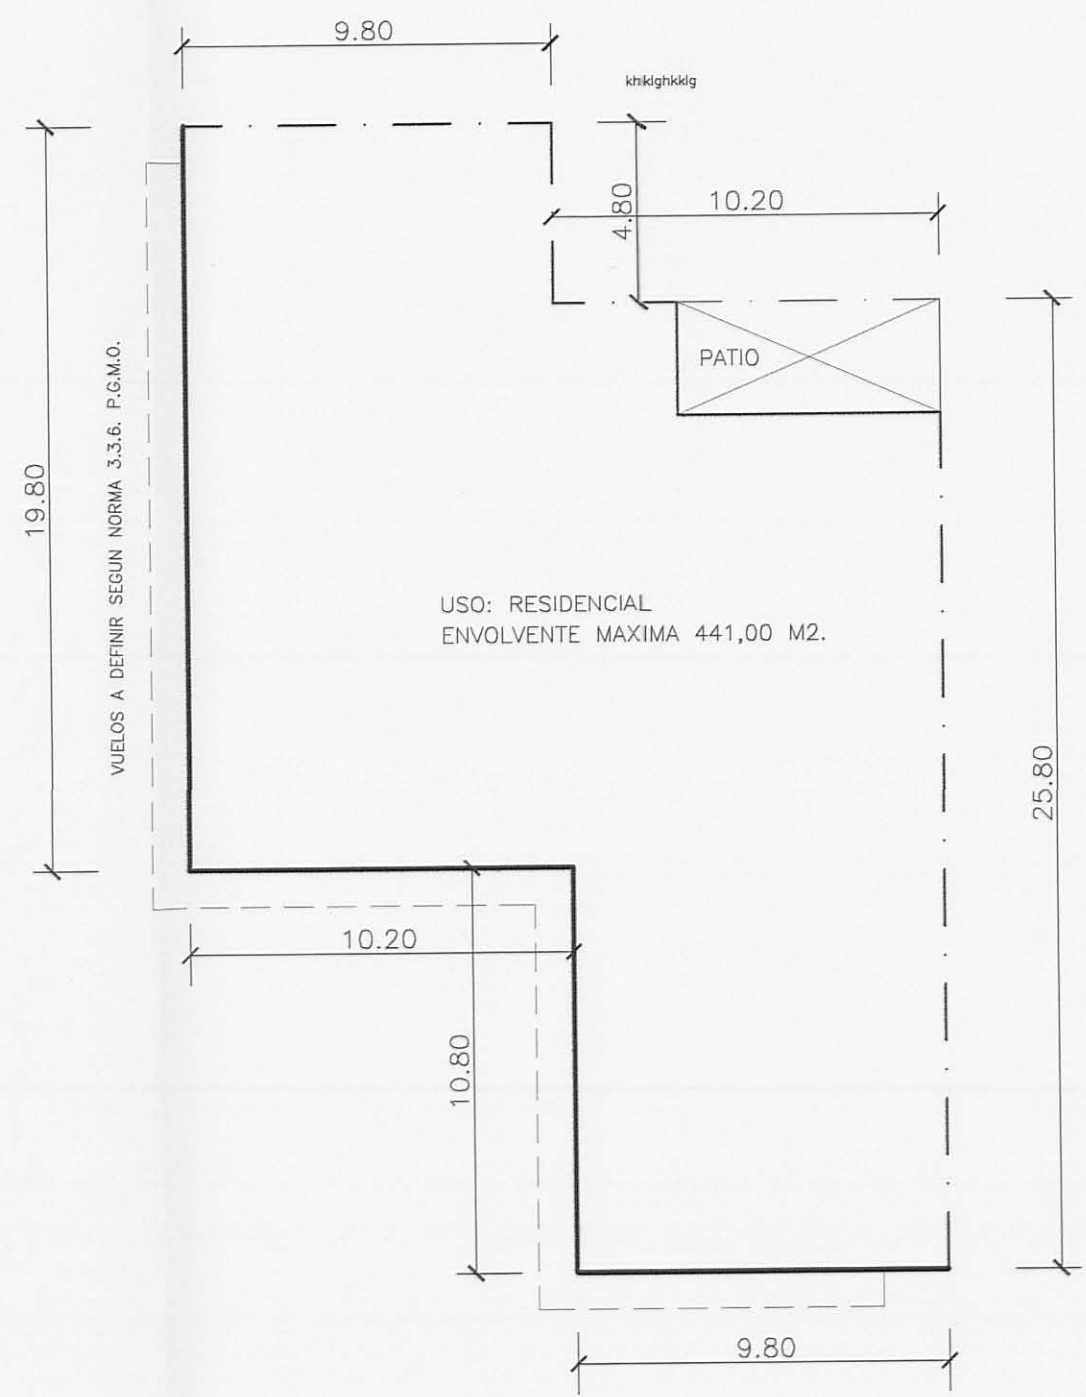 9.80
khiklghkklg
4.80
10.20
PATIO
19.80
VUELOS A DEFINIR SEGUN NORMA 3.3.6. P.G.M.O.
USO: RESIDENCIAL
ENVOLVENTE MAXIMA 441,00 M2.
25.80
10.20
10.80
9.80